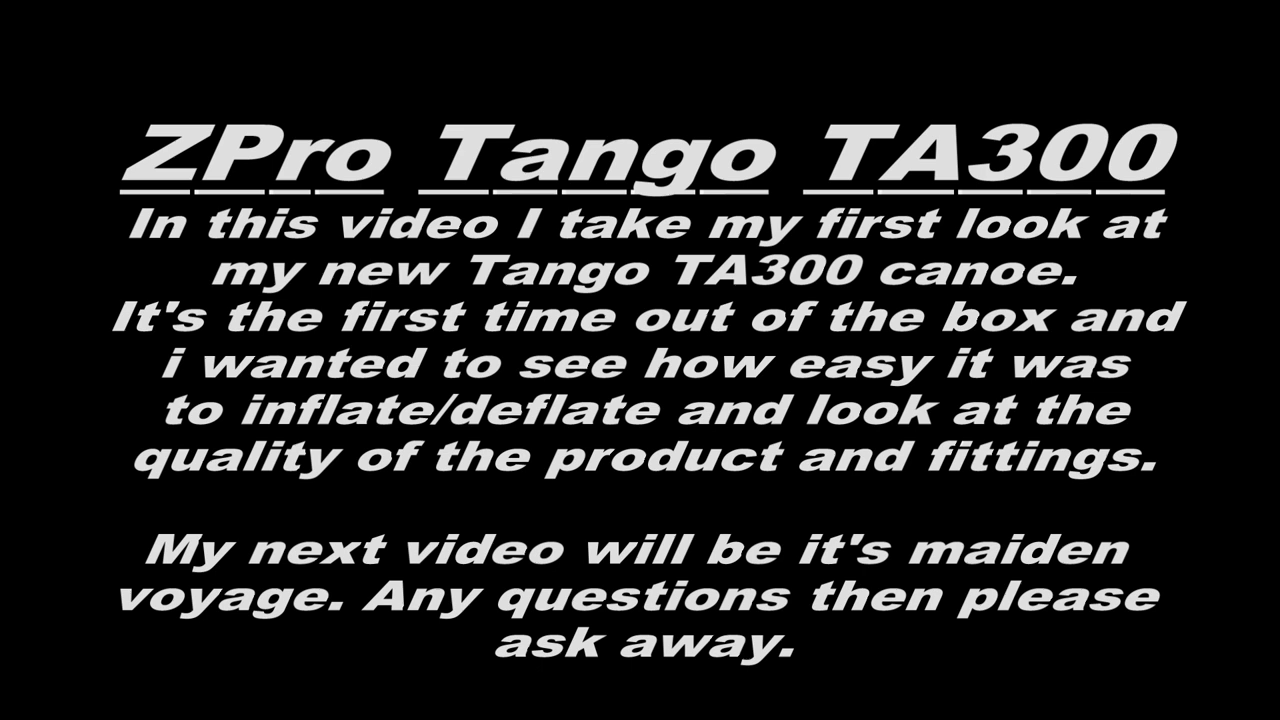 ZPro Tango TA300
In this video I take my first look at
my new Tango TA300 canoe.
It's the first time out of the box and
i wanted to see how easy it was
to inflate/deflate and look at the
quality of the product and fittings.
My next video will be it's maiden
voyage. Any questions then please
ask away.